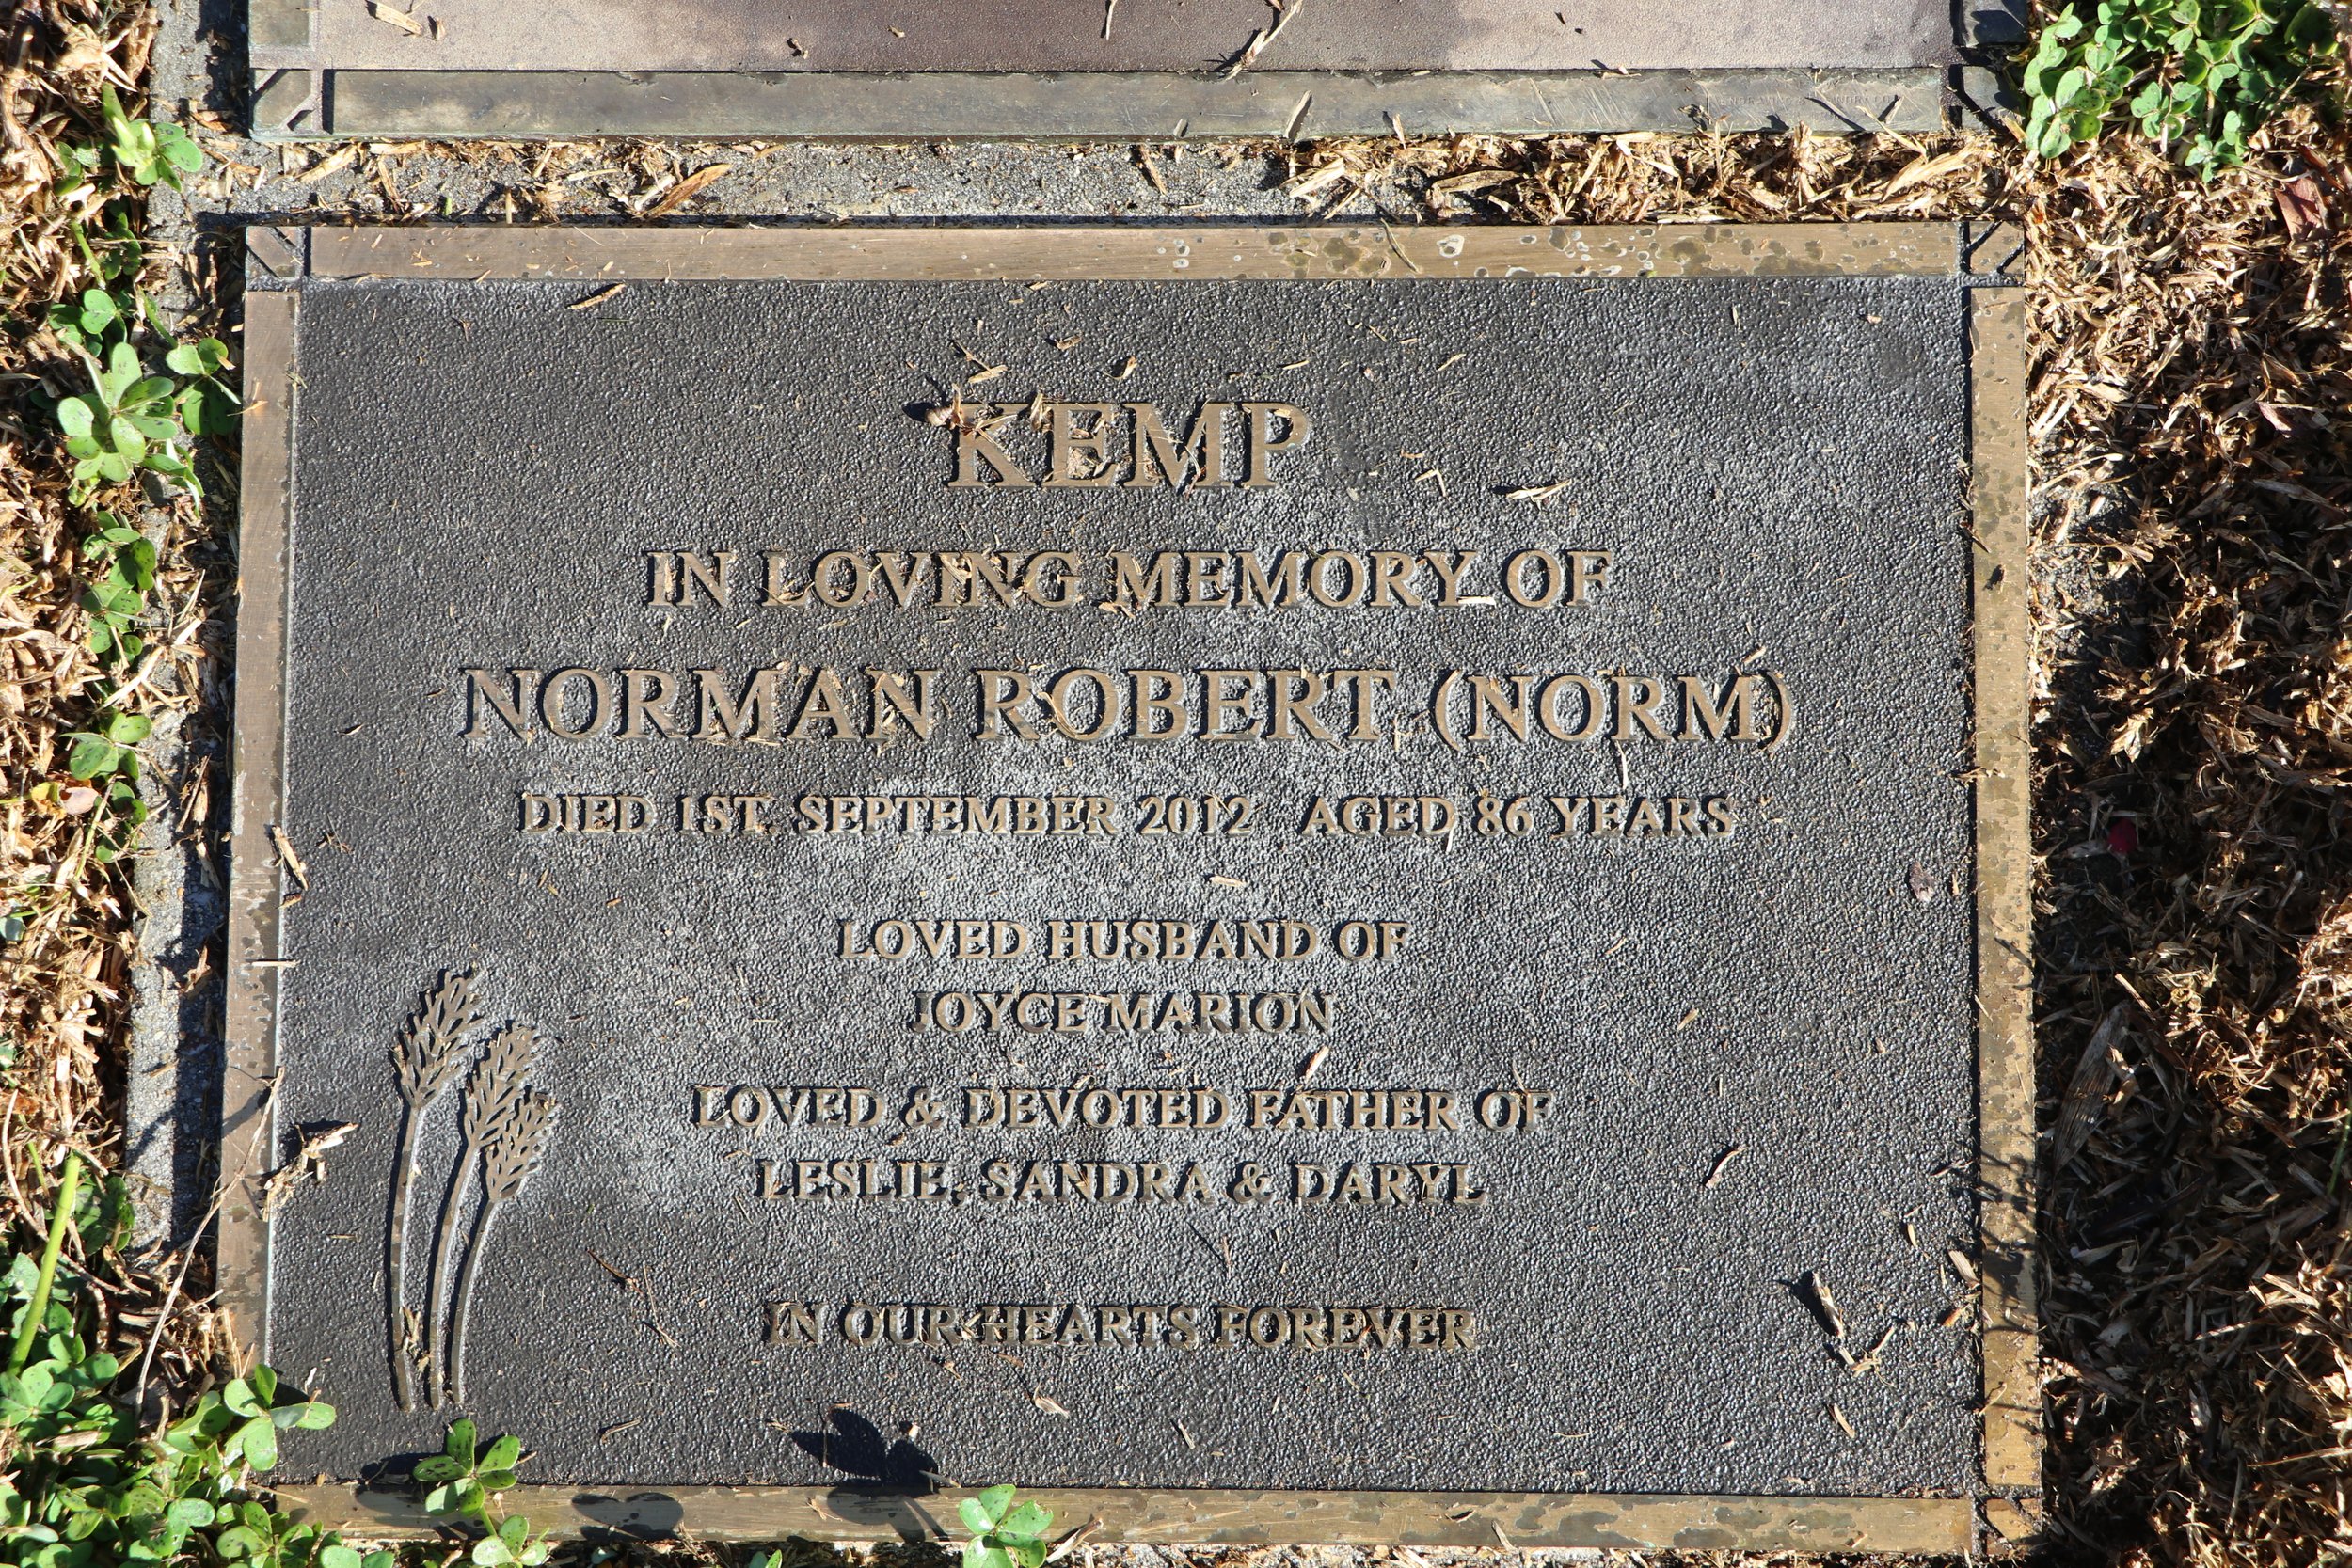 KEMP
IN LOVING MEMORY OF
NORMAN ROBERT (NORM)
DIED 1ST. SEPTEMBER 2012 AGED 86 YEARS
LOVED HUSBAND OF
JOYCE MARION
LOVED & DEVOTED FATHER OF
LESLIE, SANDRA & DARYL
IN OUR HEARTS FOREVER